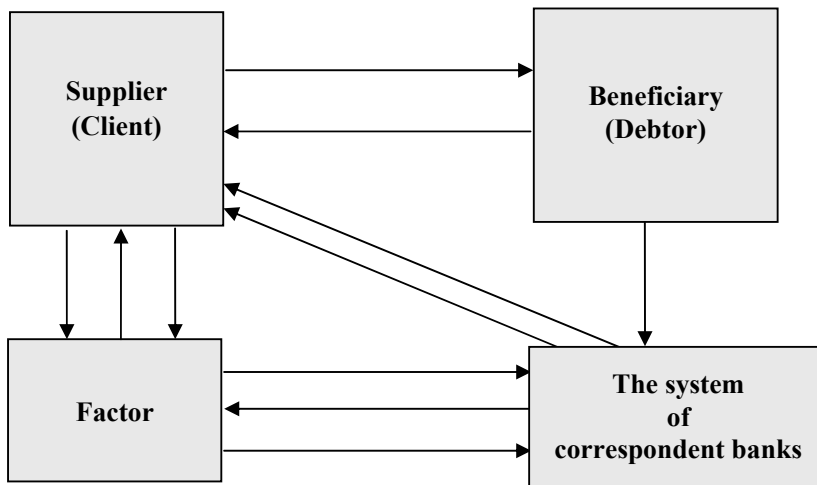 Supplier
(Client)
Beneficiary
(Debtor)
Factor
The system
of
correspondent banks